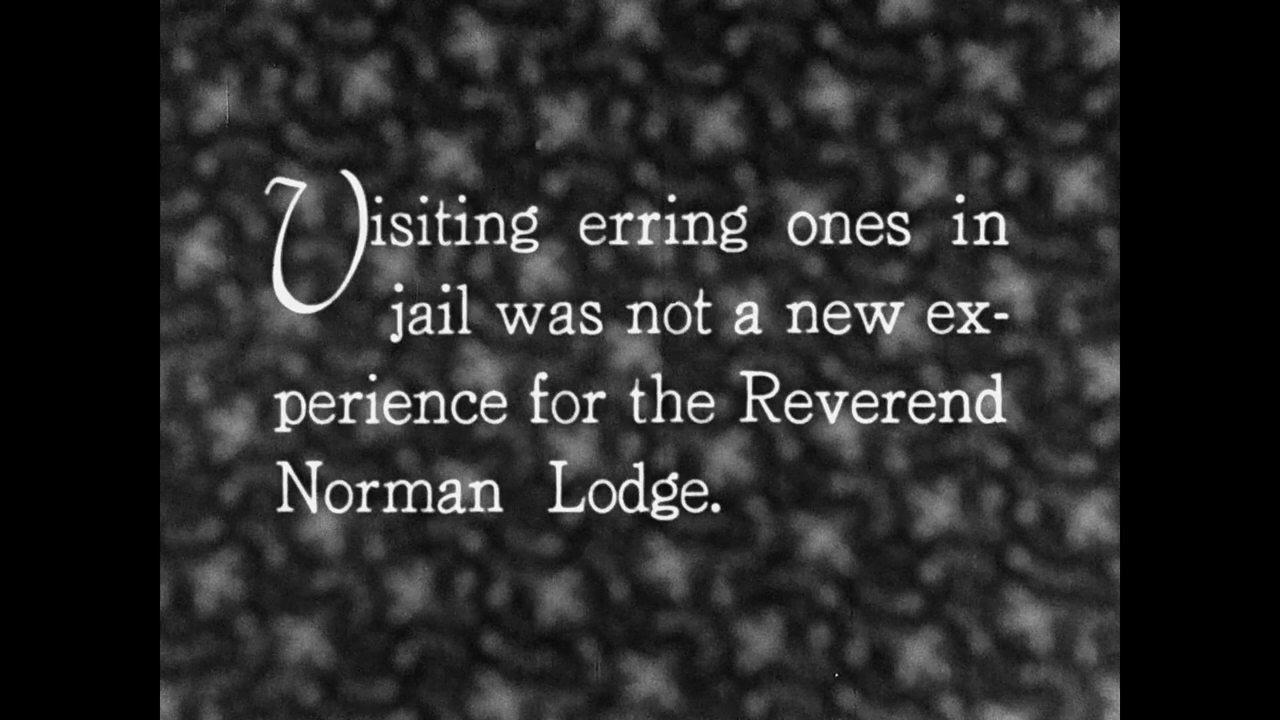 Visiting erring ones in
jail was not a new ex-
perience for the Reverend
Norman Lodge.